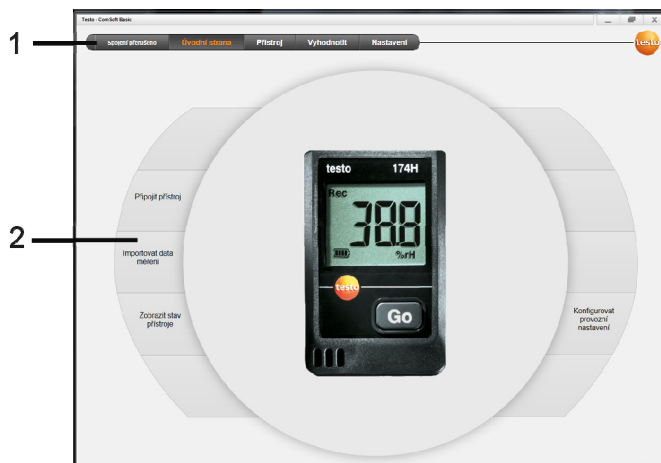 Testo - ComSoft Basic
1
Spojení přerušeno Úvodní strana Přístroj Vyhodnotit Nastavení
testo
testo 174H
Rec
38.8
%rH
testo
Go
Připojit přístroj
2
Importovat data
měření
Zobrazit stav
přístroje
Konfigurovat
provozní
nastavení